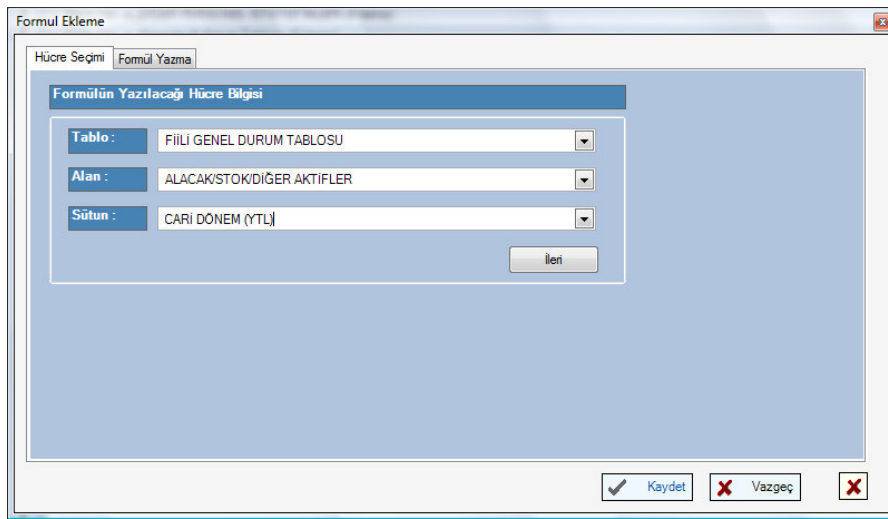 Formul Ekleme
Hücre Seçimi Formül Yazma
Formülün Yazılacağı Hücre Bilgisi
Tablo : FİİLİ GENEL DURUM TABLOSU
Alan : ALACAK/STOK/DİĞER AKTİFLER
Sütun : CARİ DÖNEM (YTL)
İleri
Kaydet Vazgeç